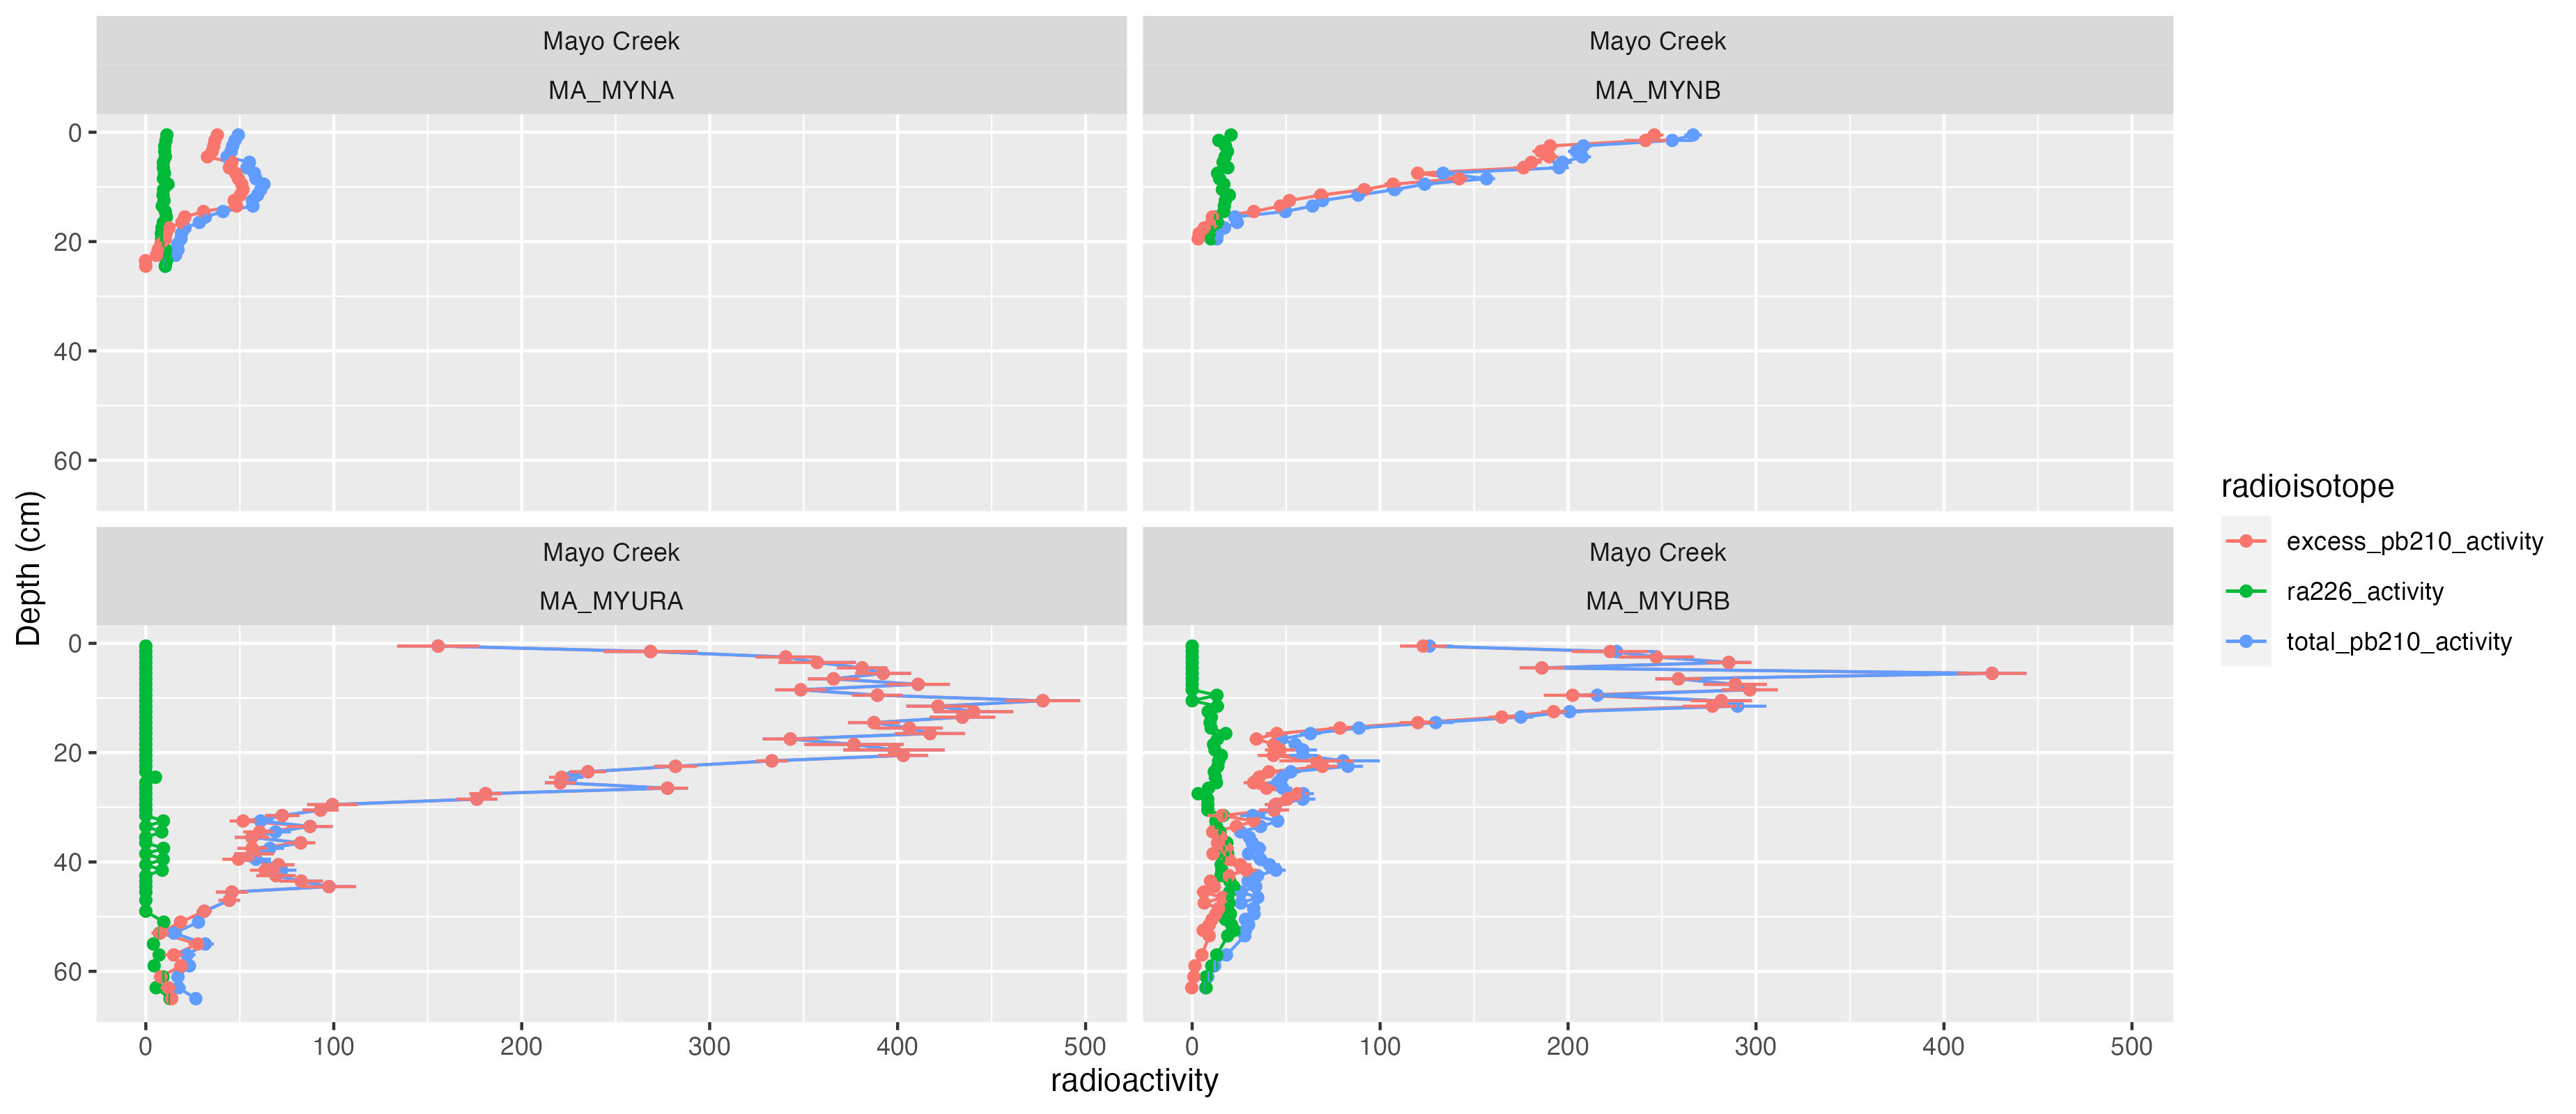 Mayo Creek
MA_MYNA
Mayo Creek
MA_MYNB
0
20
40
60
Mayo Creek
MA_MYURA
Mayo Creek
MA_MYURB
0
20
40
60
0 100 200 300 400 500
0 100 200 300 400 500
Depth (cm)
radioactivity
radioisotope
excess_pb210_activity
ra226_activity
total_pb210_activity